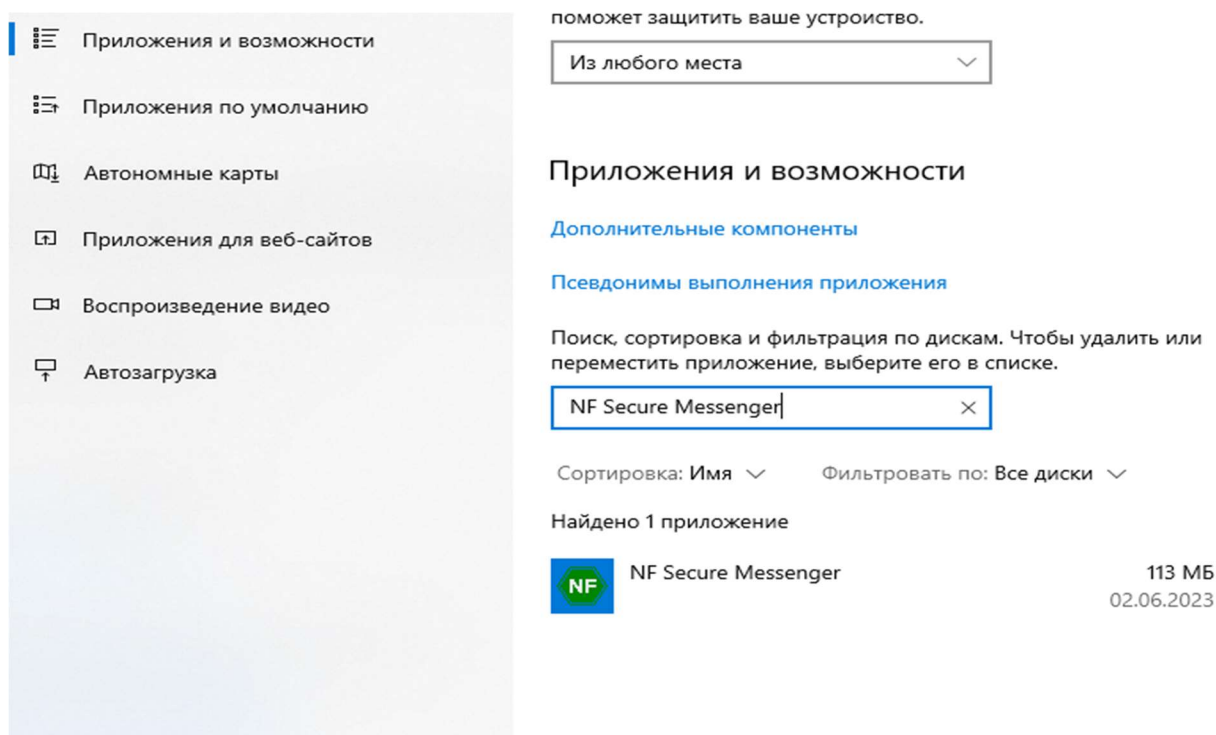 Приложения и возможности
Приложения по умолчанию
Автономные карты
Приложения для веб-сайтов
Воспроизведение видео
Автозагрузка
поможет защитить ваше устройство.
Из любого места
Приложения и возможности
Дополнительные компоненты
Псевдонимы выполнения приложения
Поиск, сортировка и фильтрация по дискам. Чтобы удалить или
переместить приложение, выберите его в списке.
NF Secure Messenger
Сортировка: Имя Фильтровать по: Все диски
Найдено 1 приложение
NF
NF Secure Messenger 113 МБ
02.06.2023